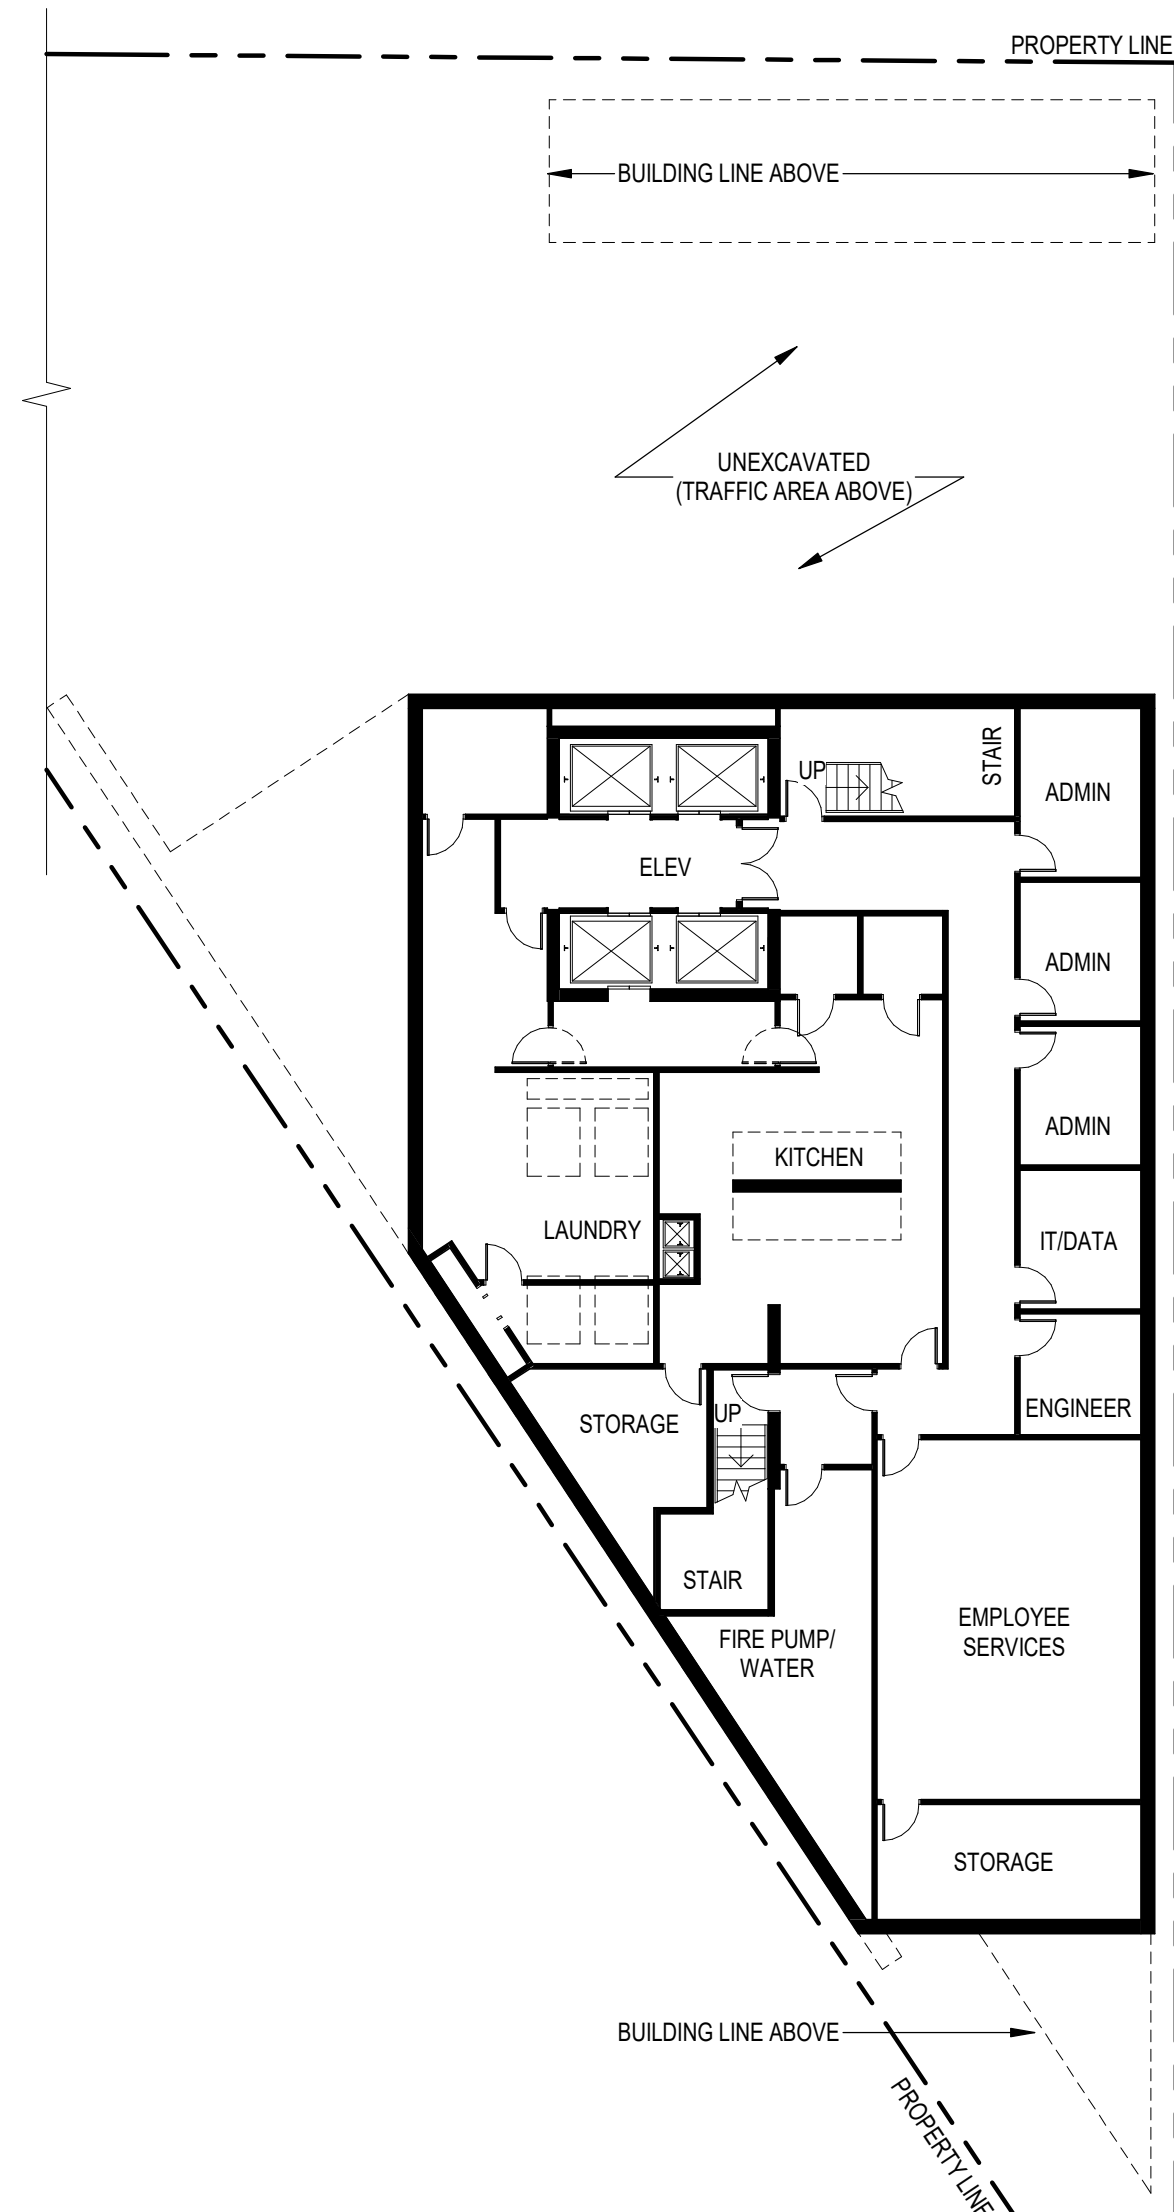 PROPERTY LINE
BUILDING LINE ABOVE
UNEXCAVATED
(TRAFFIC AREA ABOVE)
UP
STAIR
ADMIN
ELEV
ADMIN
ADMIN
KITCHEN
LAUNDRY
IT/DATA
ENGINEER
UP
STORAGE
STAIR
EMPLOYEE
SERVICES
FIRE PUMP/
WATER
STORAGE
BUILDING LINE ABOVE
PROPERTY LINE